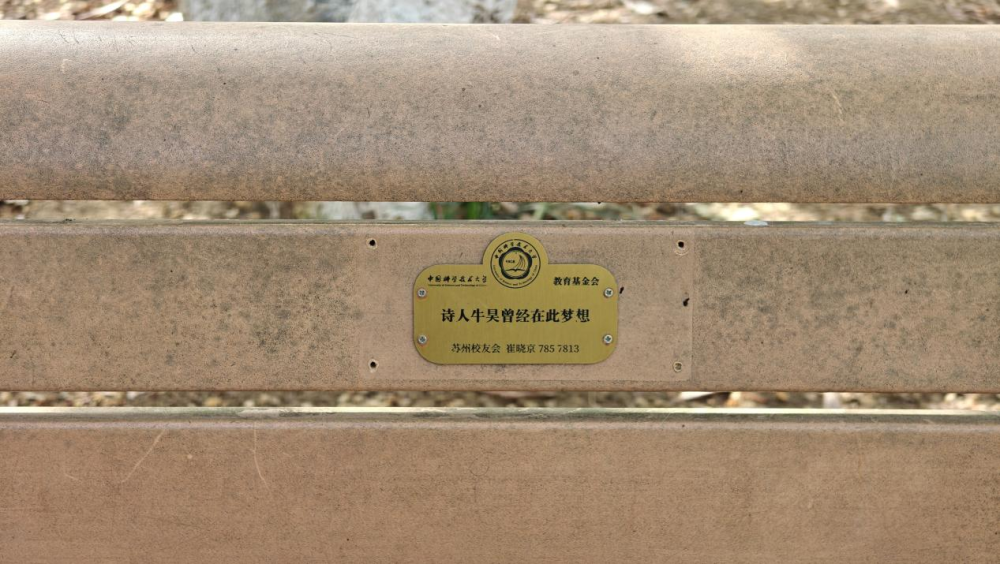 中国科学技术大学
教育基金会
诗人牛昊曾经在此梦想
苏州校友会 崔晓京 785 7813